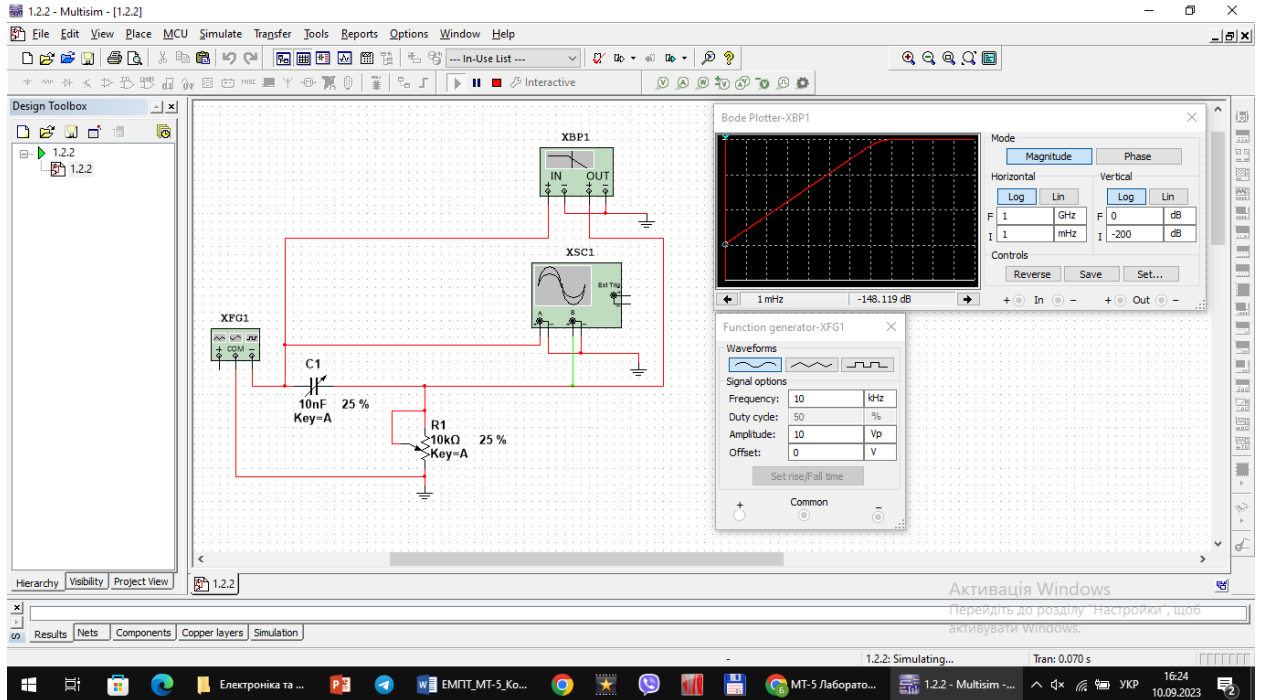 1.2.2 - Multisim - [1.2.2]
File Edit View Place MCU Simulate Transfer Tools Reports Options Window Help
--- In-Use List ---
Interactive
Design Toolbox
1.2.2
1.2.2
XBP1
IN OUT
XSC1
Ext Trig
A B
XFG1
COM
C1
10nF 25 %
Key=A
R1
10kΩ 25 %
Key=A
Bode Plotter-XBP1
Mode
Magnitude Phase
Horizontal Vertical
Log Lin Log Lin
F 1 GHz F 0 dB
I 1 mHz I -200 dB
Controls
Reverse Save Set...
1 mHz -148.119 dB
+ In - + Out -
Function generator-XFG1
Waveforms
Signal options
Frequency: 10 kHz
Duty cycle: 50 %
Amplitude: 10 Vp
Offset: 0 V
Set rise/Fall time
+ Common -
Hierarchy Visibility Project View
1.2.2
Активація Windows
Перейдіть до розділу "Настройки", щоб
активувати Windows.
Results Nets Components Copper layers Simulation
- 1.2.2: Simulating... Tran: 0.070 s
Електроніка та ... ЕМПТ_МТ-5_Ко... МТ-5 Лаборато... 1.2.2 - Multisim -... УКР 16:24
10.09.2023